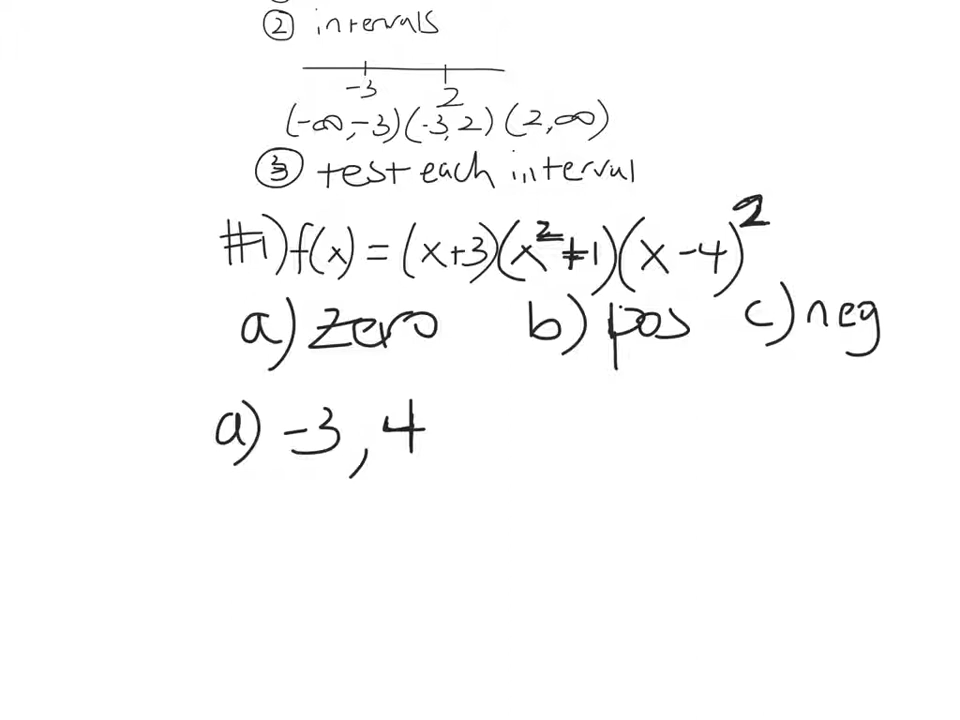 ② intervals
-3 2
(-∞,-3) (-3,2) (2,∞)
③ test each interval
#1) f(x) = (x+3)(x²+1)(x-4)²
a) zero b) pos c) neg
a) -3, 4